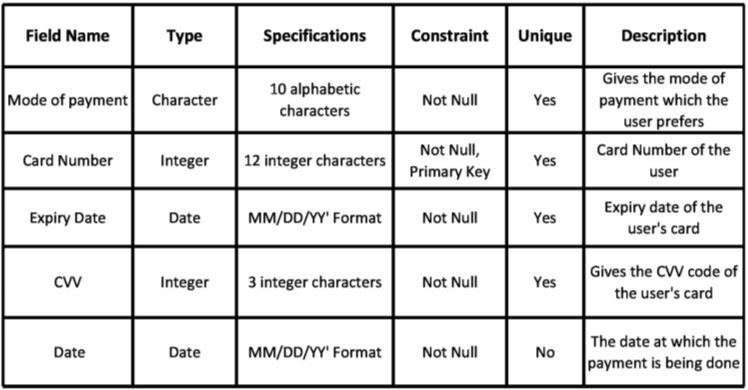 Field Name Type Specifications Constraint Unique Description
Mode of payment Character 10 alphabetic characters Not Null Yes Gives the mode of payment which the user prefers
Card Number Integer 12 integer characters Not Null, Primary Key Yes Card Number of the user
Expiry Date Date MM/DD/YY' Format Not Null Yes Expiry date of the user's card
CVV Integer 3 integer characters Not Null Yes Gives the CVV code of the user's card
Date Date MM/DD/YY' Format Not Null No The date at which the payment is being done